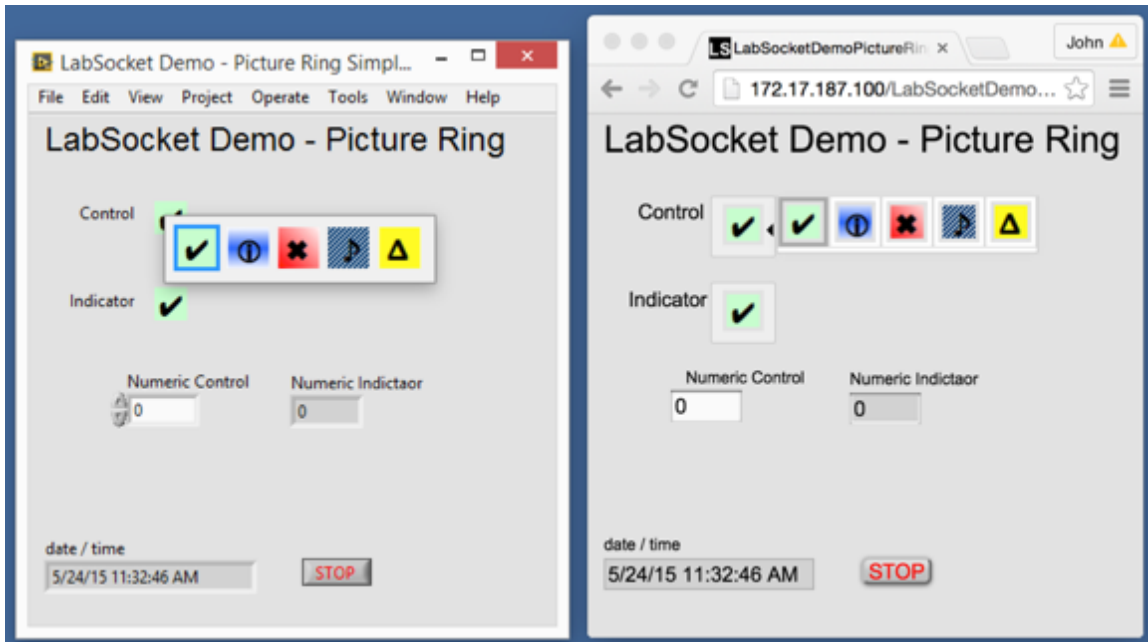 LabSocket Demo - Picture Ring Simpl...
File Edit View Project Operate Tools Window Help
LabSocket Demo - Picture Ring
Control
Indicator
Numeric Control Numeric Indictaor
0 0
date / time
5/24/15 11:32:46 AM STOP
LS LabSocketDemoPictureRin × John
172.17.187.100/LabSocketDemo...
LabSocket Demo - Picture Ring
Control
Indicator
Numeric Control Numeric Indictaor
0 0
date / time
5/24/15 11:32:46 AM STOP